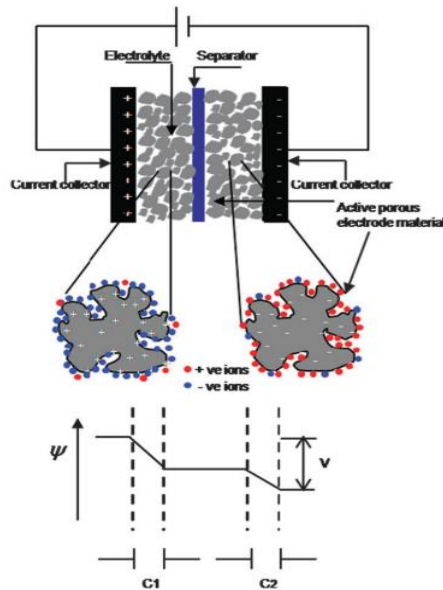 Electrolyte
Separator
Current collector
Current collector
Active porous
electrode material
+ ve ions
- ve ions
ψ
V
C1
C2